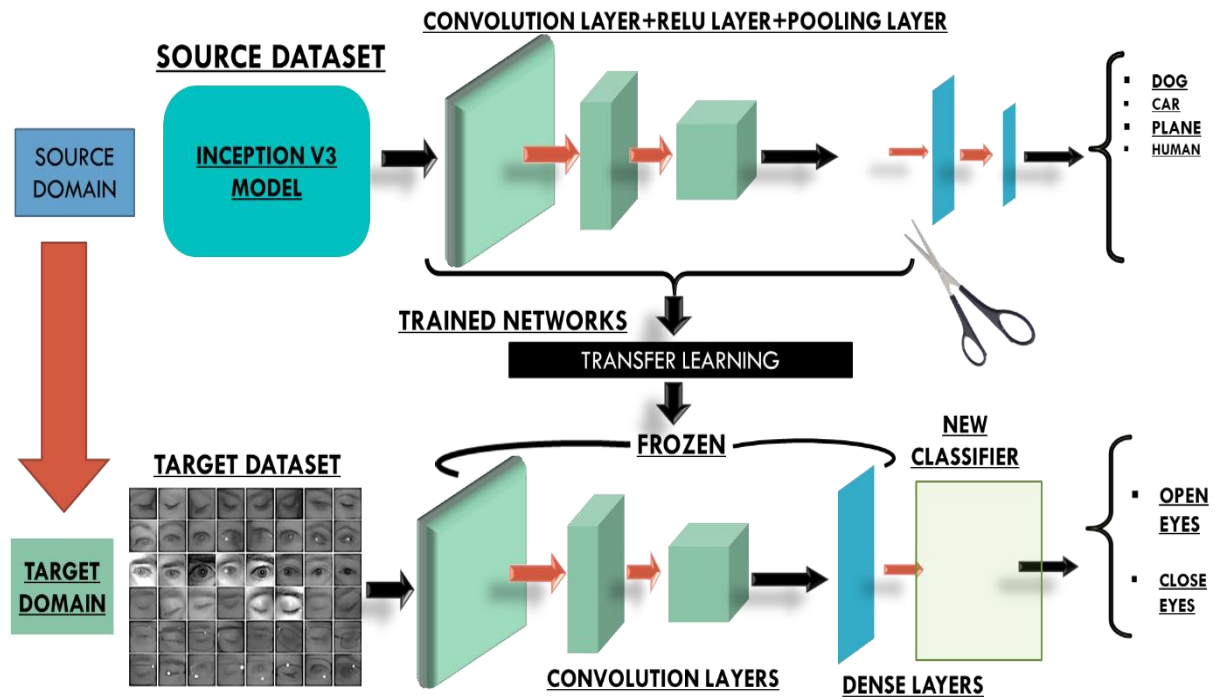 CONVOLUTION LAYER+RELU LAYER+POOLING LAYER
SOURCE DATASET
SOURCE
DOMAIN
INCEPTION V3
MODEL
▪ DOG
▪ CAR
▪ PLANE
▪ HUMAN
TRAINED NETWORKS
TRANSFER LEARNING
FROZEN
NEW
CLASSIFIER
TARGET DATASET
TARGET
DOMAIN
▪ OPEN
EYES
▪ CLOSE
EYES
CONVOLUTION LAYERS
DENSE LAYERS